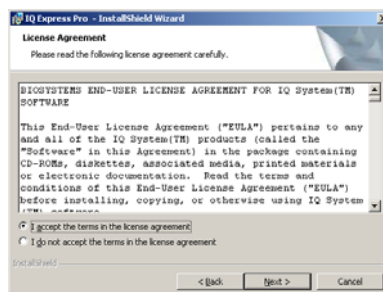 IQ Express Pro - InstallShield Wizard
License Agreement
Please read the following license agreement carefully.
BIOSYSTEMS END-USER LICENSE AGREEMENT FOR IQ System(TM)
SOFTWARE
This End-User License Agreement ("EULA") pertains to any
and all of the IQ System(TM) products (called the
"Software" in this Agreement) in the package containing
CD-ROMs, diskettes, associated media, printed materials
or electronic documentation. Read the terms and
conditions of this End-User License Agreement ("EULA")
before installing, copying, or otherwise using IQ System
(TM) software
I accept the terms in the license agreement
I do not accept the terms in the license agreement
InstallShield
< Back
Next >
Cancel